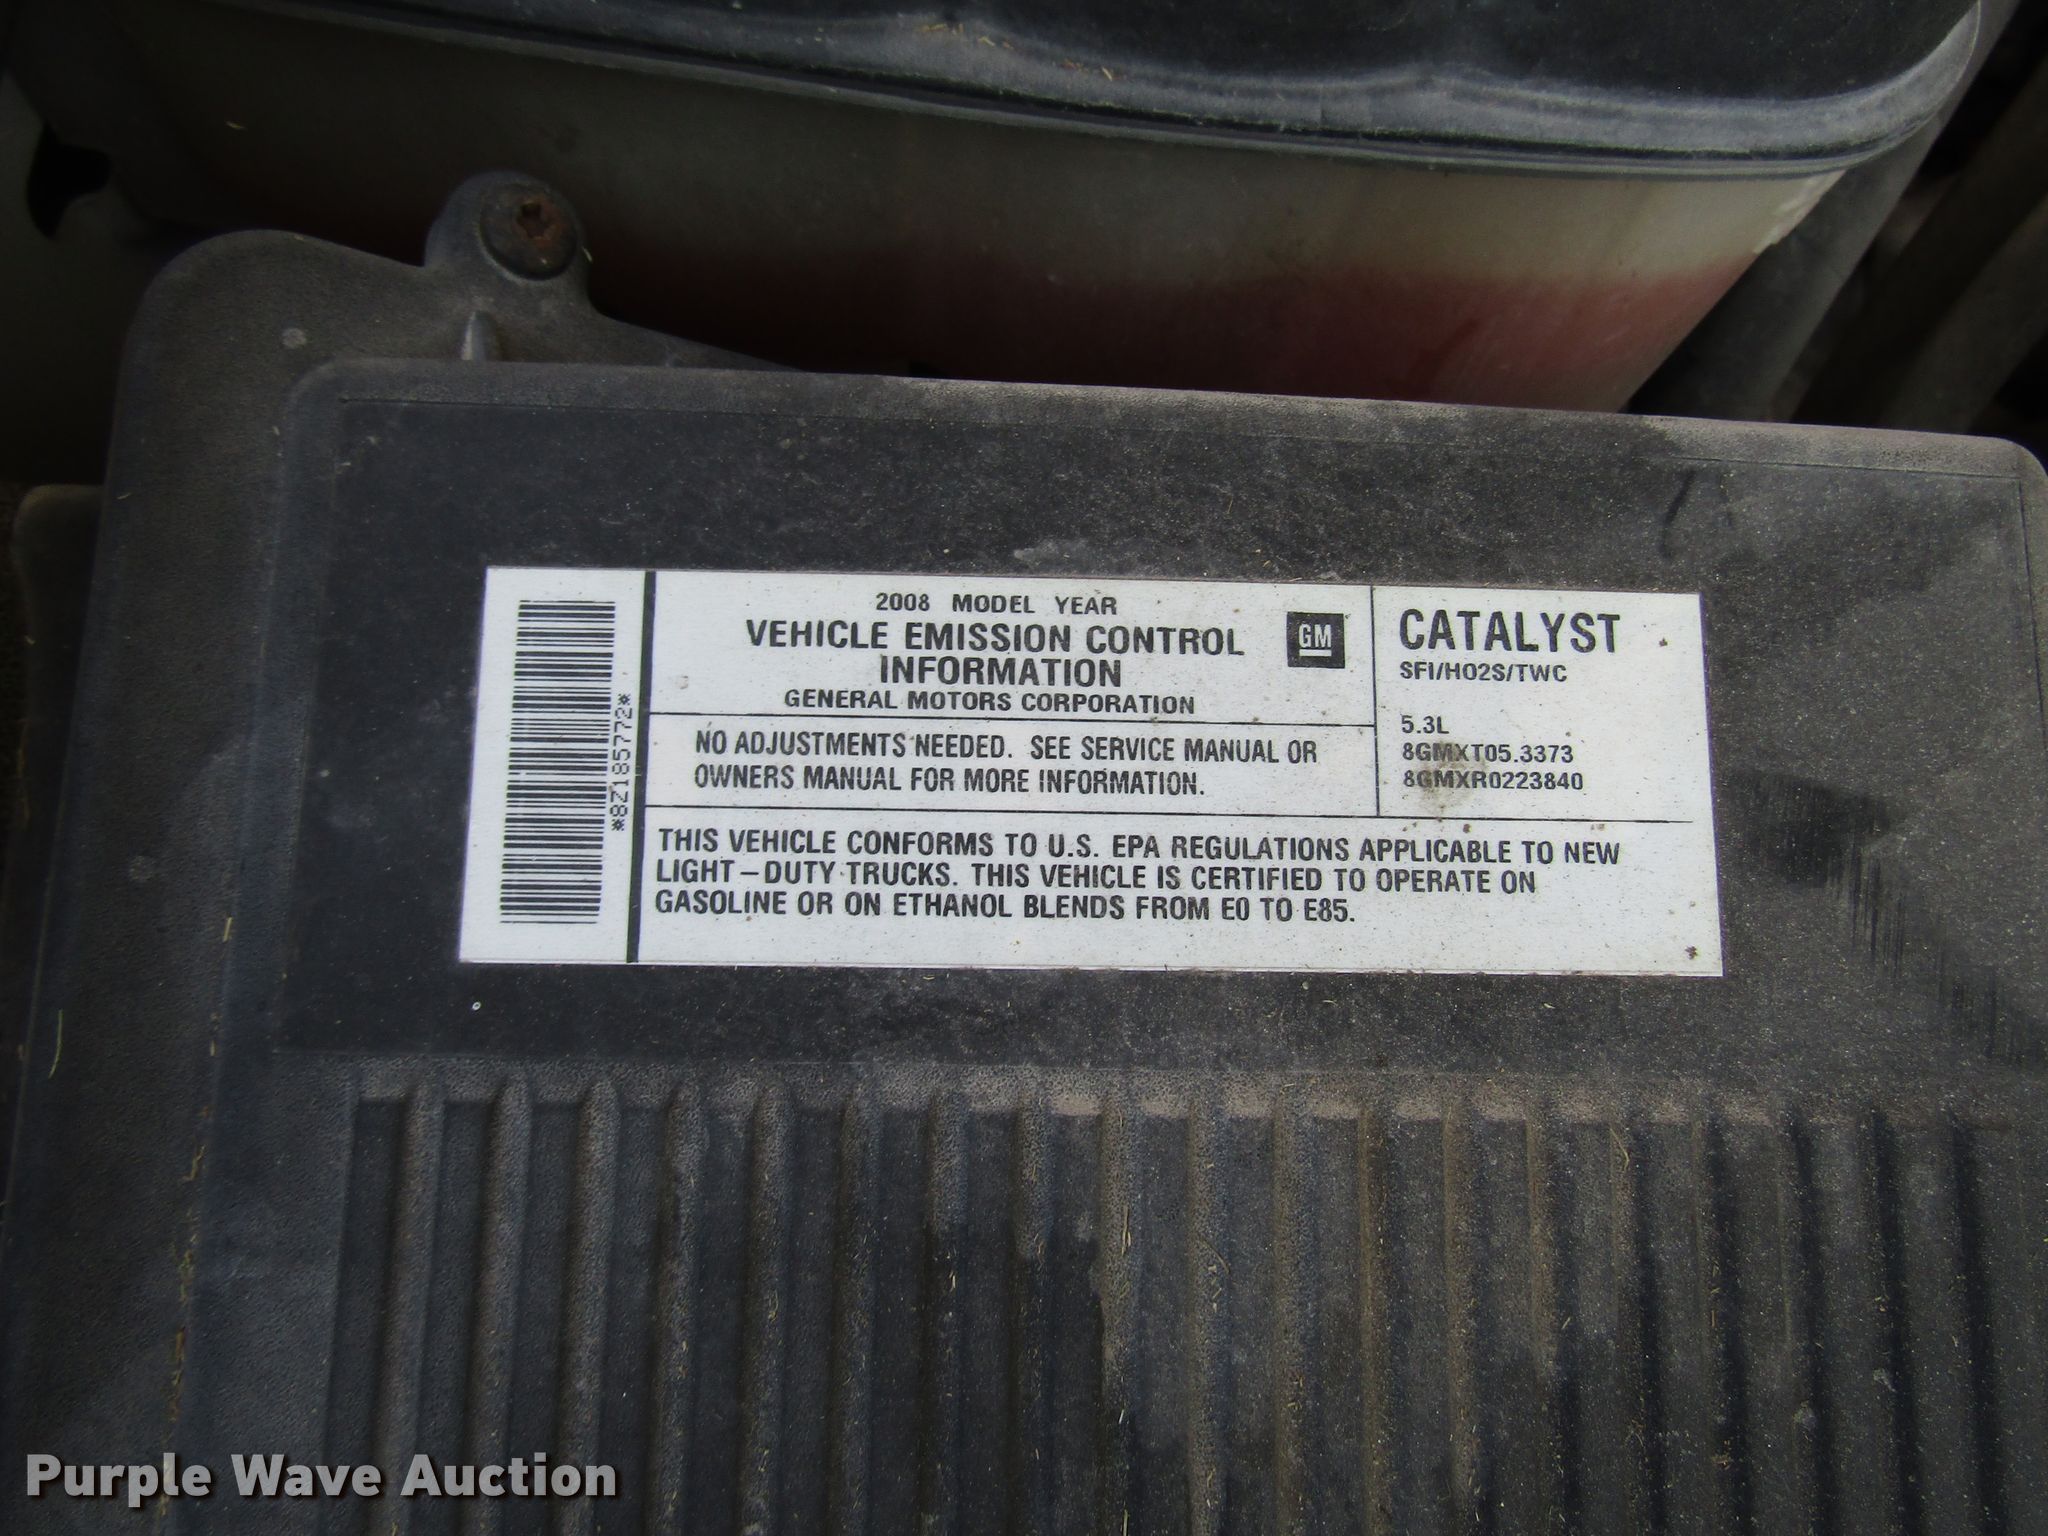 *8Z185772*
2008 MODEL YEAR
VEHICLE EMISSION CONTROL
INFORMATION
GENERAL MOTORS CORPORATION
GM
NO ADJUSTMENTS NEEDED. SEE SERVICE MANUAL OR
OWNERS MANUAL FOR MORE INFORMATION.
CATALYST
SFI/HO2S/TWC
5.3L
8GMXT05.3373
8GMXR0223840
THIS VEHICLE CONFORMS TO U.S. EPA REGULATIONS APPLICABLE TO NEW
LIGHT-DUTY TRUCKS. THIS VEHICLE IS CERTIFIED TO OPERATE ON
GASOLINE OR ON ETHANOL BLENDS FROM E0 TO E85.
Purple Wave Auction